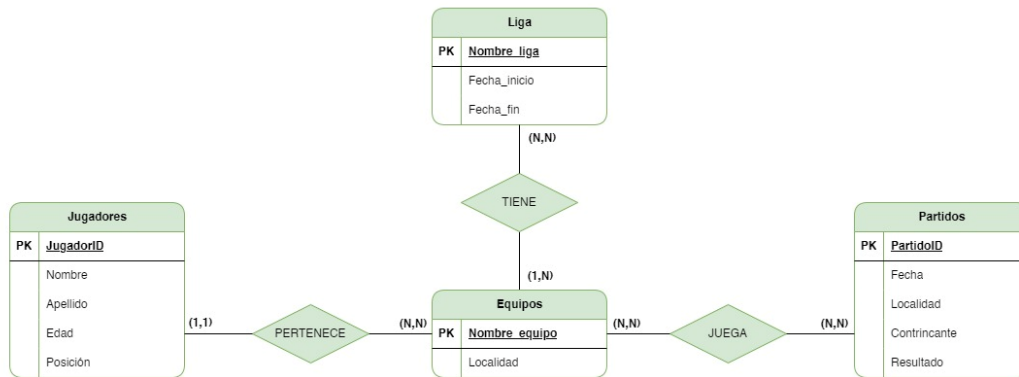 Liga
PK Nombre_liga
Fecha_inicio
Fecha_fin
(N,N)
TIENE
(1,N)
Jugadores
PK JugadorID
Nombre
Apellido
Edad
Posición
(1,1)
PERTENECE
(N,N)
Equipos
PK Nombre_equipo
Localidad
(N,N)
JUEGA
(N,N)
Partidos
PK PartidoID
Fecha
Localidad
Contrincante
Resultado